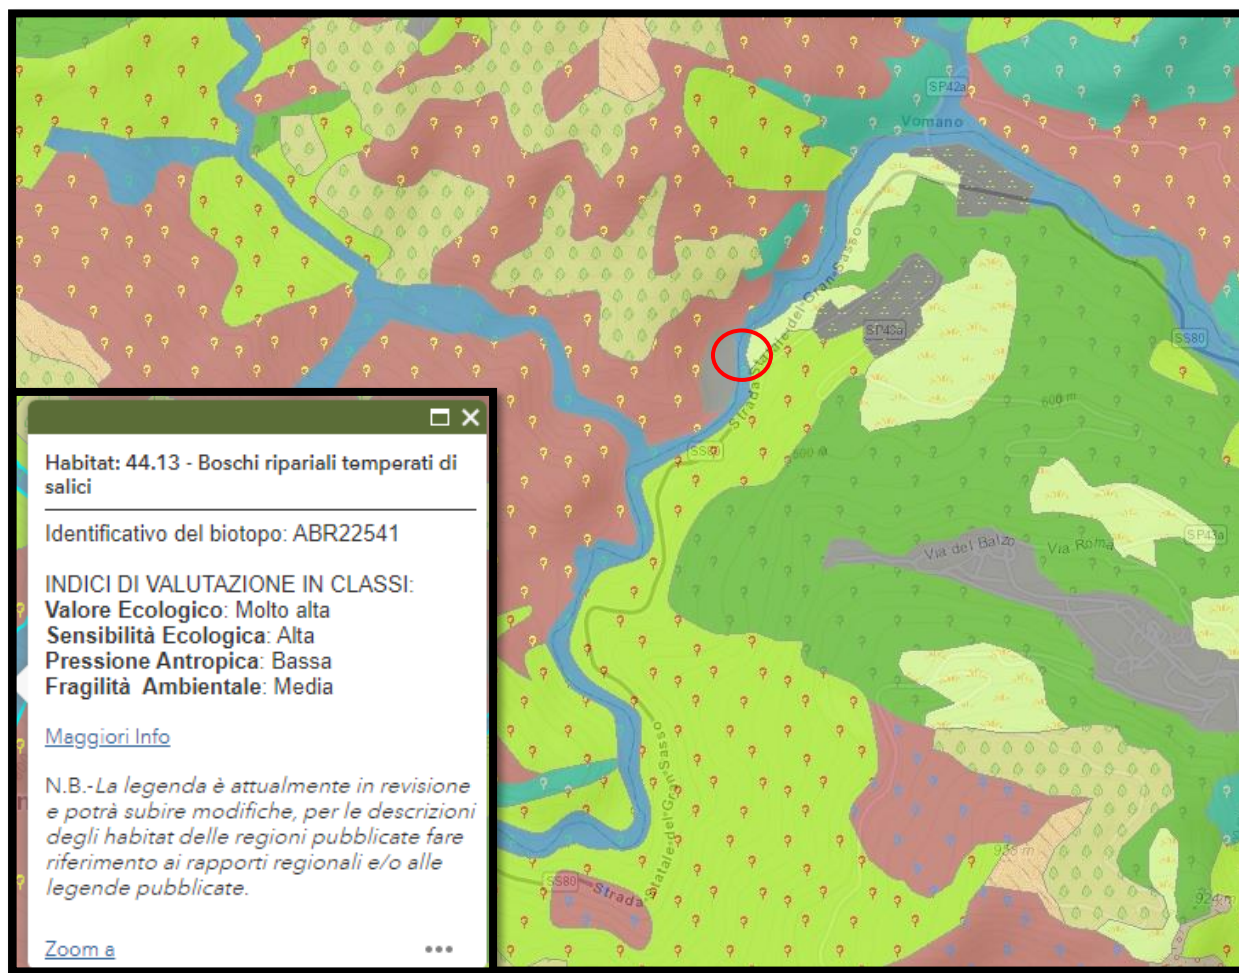 SP42a
Vomano
Strada Statale del Gran Sasso
SP43a
SS80
600 m
SS80
600 m
Via del Balzo
Via Roma
SP43a
Strada Statale del Gran Sasso
SS80
938 m
924 m
Habitat: 44.13 - Boschi ripariali temperati di
salici
Identificativo del biotopo: ABR22541
INDICI DI VALUTAZIONE IN CLASSI:
Valore Ecologico: Molto alta
Sensibilità Ecologica: Alta
Pressione Antropica: Bassa
Fragilità Ambientale: Media
Maggiori Info
N.B.-La legenda è attualmente in revisione
e potrà subire modifiche, per le descrizioni
degli habitat delle regioni pubblicate fare
riferimento ai rapporti regionali e/o alle
legende pubblicate.
Zoom a